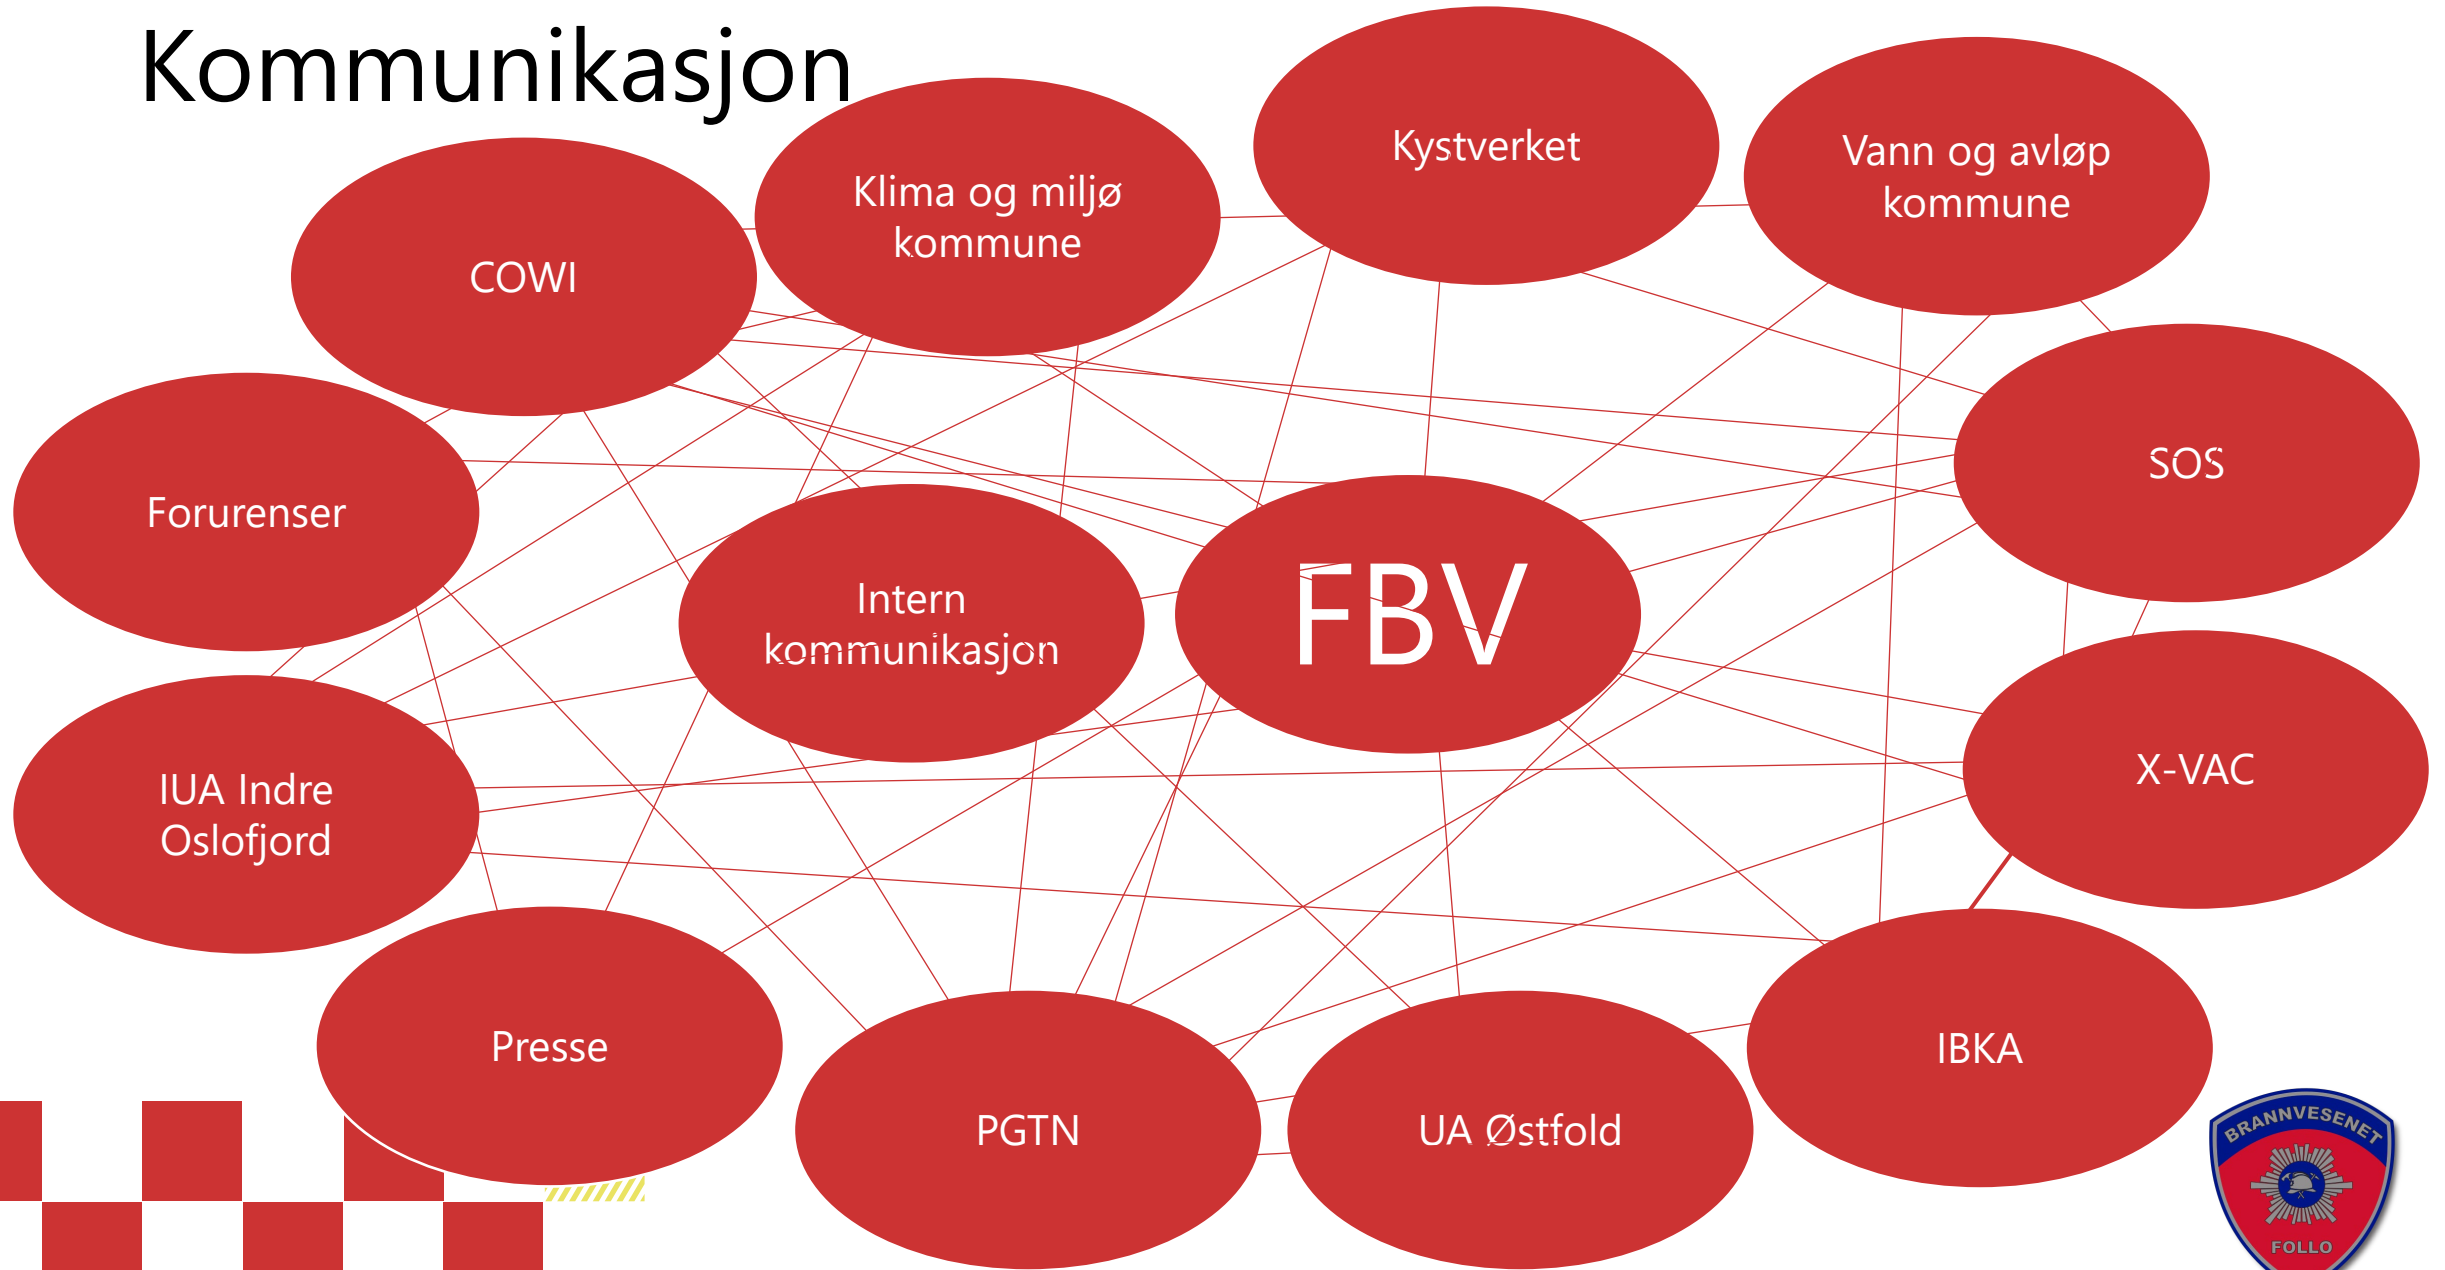 Kommunikasjon
Kystverket
Vann og avløp
kommune
Klima og miljø
kommune
COWI
SOS
Forurenser
FBV
Intern
kommunikasjon
X-VAC
IUA Indre
Oslofjord
Presse
IBKA
PGTN
UA Østfold
BRANNVESENET
FOLLO